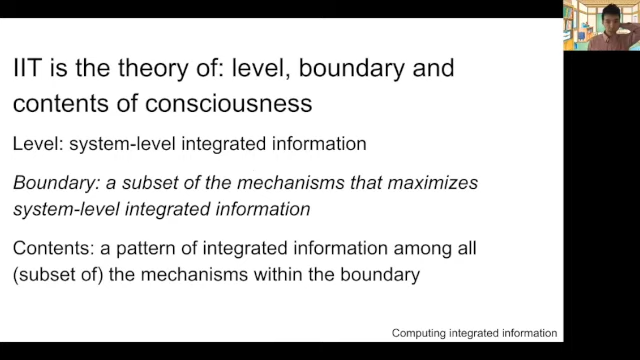 IIT is the theory of: level, boundary and
contents of consciousness
Level: system-level integrated information
Boundary: a subset of the mechanisms that maximizes
system-level integrated information
Contents: a pattern of integrated information among all
(subset of) the mechanisms within the boundary
Computing integrated information